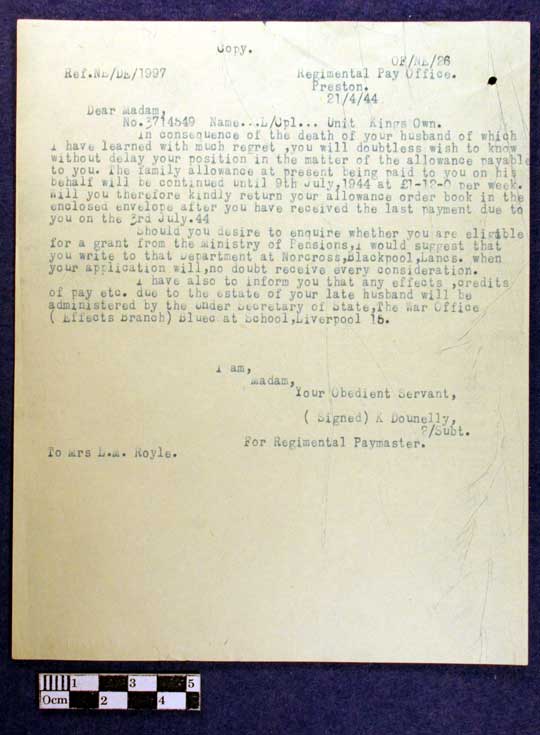 Copy.
OF/NE/26
Ref.NE/DE/1997 Regimental Pay Office.
Preston.
21/4/44
Dear Madam,
No.3714549 Name...L/Cpl... Unit Kings Own.
In consequence of the death of your husband of which
I have learned with much regret ,you will doubtless wish to know
without delay your position in the matter of the allowance payable
to you. The family allowance at present being paid to you on his
behalf will be continued until 9th July,1944 at £1-12-0 per week.
Will you therefore kindly return your allowance order book in the
enclosed envelope after you have received the last payment due to
you on the 3rd July.44
Should you desire to enquire whether you are eligible
for a grant from the Ministry of Pensions,I would suggest that
you write to that Department at Norcross,Blackpool,Lancs. when
your application will,no doubt receive every consideration.
I have also to inform you that any effects ,credits
of pay etc. due to the estate of your late husband will be
administered by the Under Secretary of State,The War Office
( Effects Branch) Bluec at School,Liverpool 15.
I am,
Madam,
Your Obedient Servant,
( Signed) K Dounelly,
2/Subt.
For Regimental Paymaster.
To Mrs L.M. Royle.
0cm 1 2 3 4 5